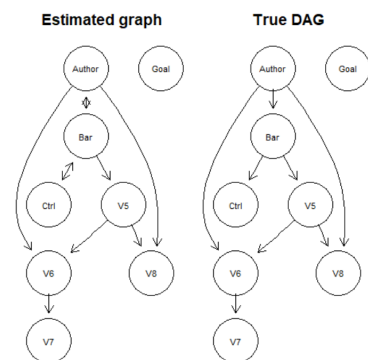 Estimated graph True DAG
Author Goal Author Goal
Bar Bar
Ctrl V5 Ctrl V5
V6 V8 V6 V8
V7 V7